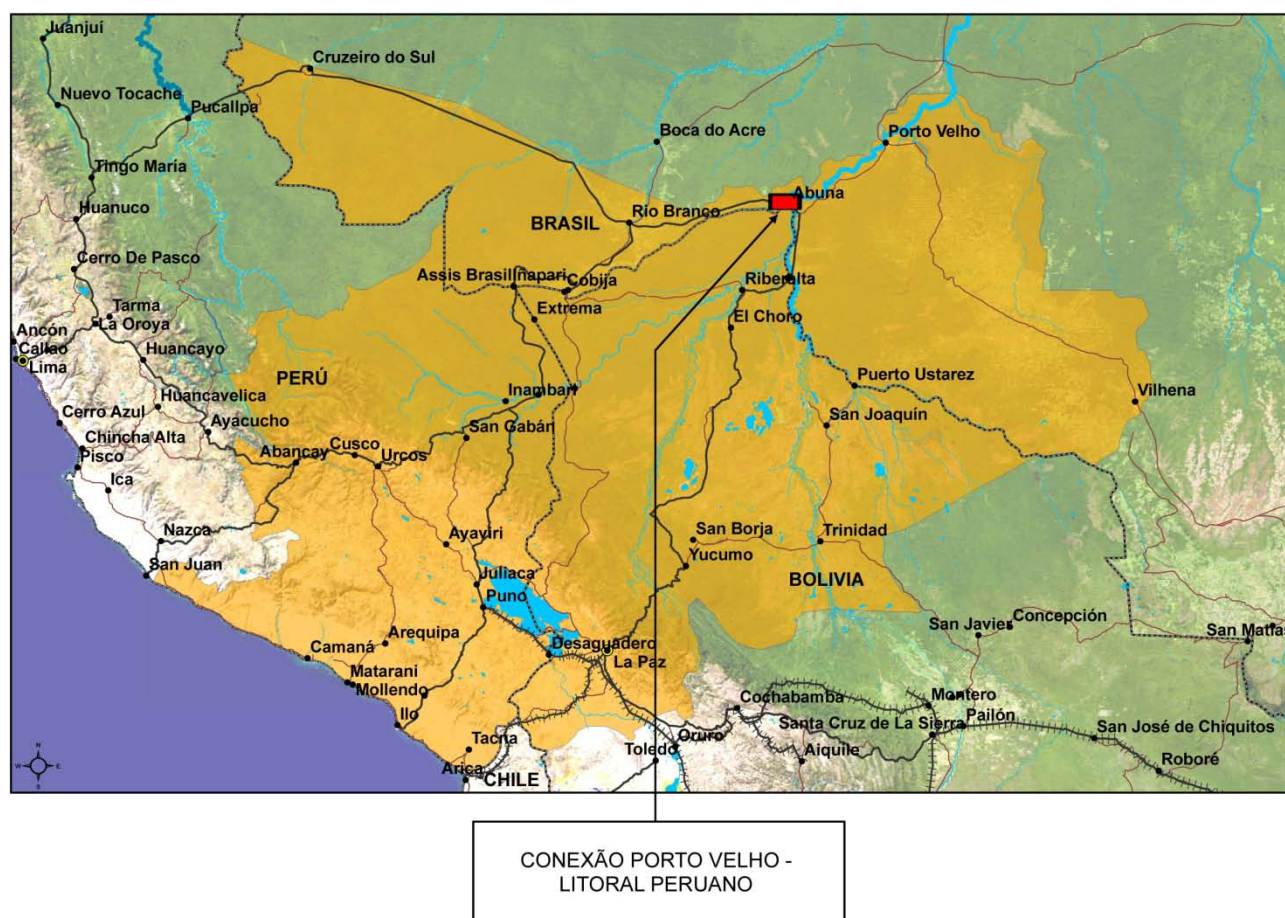 Juanjuí
Cruzeiro do Sul
Nuevo Tocache
Pucallpa
Boca do Acre
Porto Velho
Tingo María
Abuna
Huanuco
Rio Branco
BRASIL
Cerro De Pasco
Assis Brasil
Iñapari
Cobija
Riberalta
Extrema
Tarma
La Oroya
El Choro
Ancón
Callao
Lima
Huancayo
PERÚ
Puerto Ustarez
Inambari
Vilhena
Huancavelica
San Joaquín
Cerro Azul
Ayacucho
San Gabán
Chincha Alta
Cusco
Abançay
Urcos
Pisco
Ica
Nazca
Ayaviri
San Borja
Trinidad
Yucumo
San Juan
Juliaca
BOLIVIA
Puno
Concepción
San Javier
San Matías
Arequipa
Desaguadero
Camaná
La Paz
Matarani
Mollendo
Cochabamba
Montero
Ilo
Santa Cruz de La Sierra
Pailón
San José de Chiquitos
Tacna
Oruro
Toledo
Aiquile
Roboré
Arica
CHILE
N
W
E
S
CONEXÃO PORTO VELHO -
LITORAL PERUANO